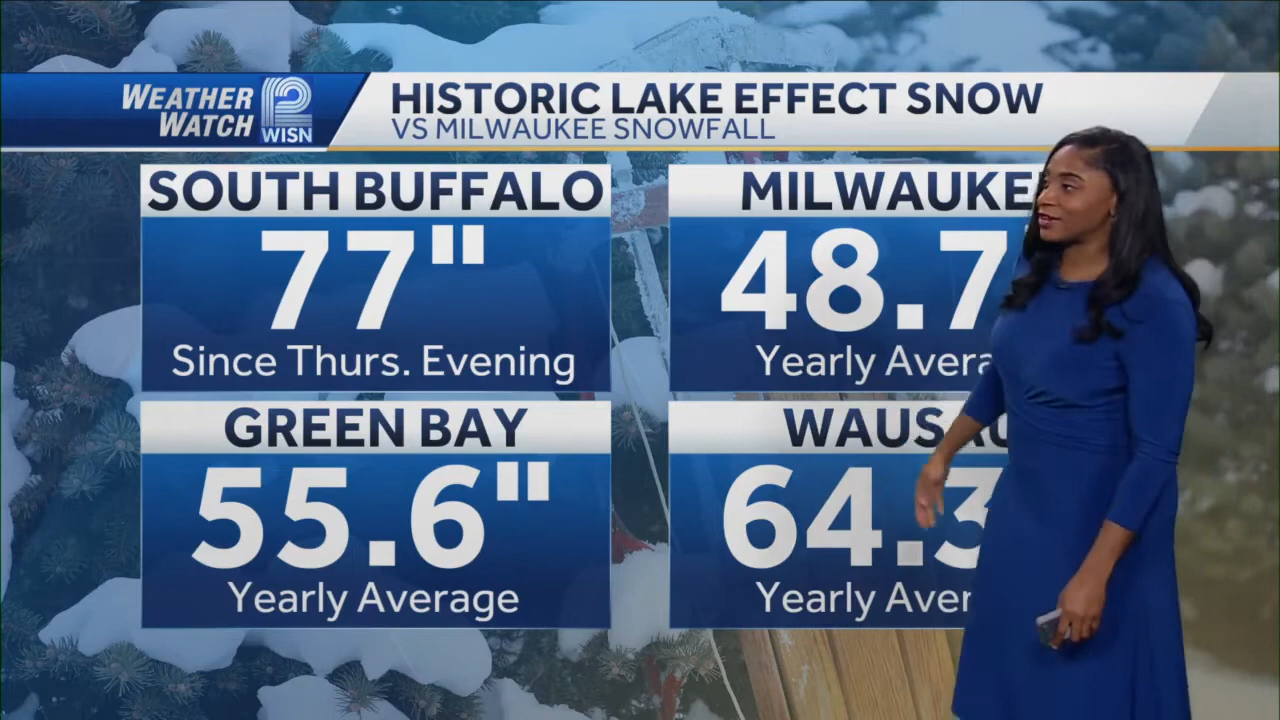 WEATHER WATCH
12
WISN
HISTORIC LAKE EFFECT SNOW
VS MILWAUKEE SNOWFALL
SOUTH BUFFALO
77"
Since Thurs. Evening
MILWAUKE
48.7
Yearly Avera
GREEN BAY
55.6"
Yearly Average
WAUSAU
64.3
Yearly Aver